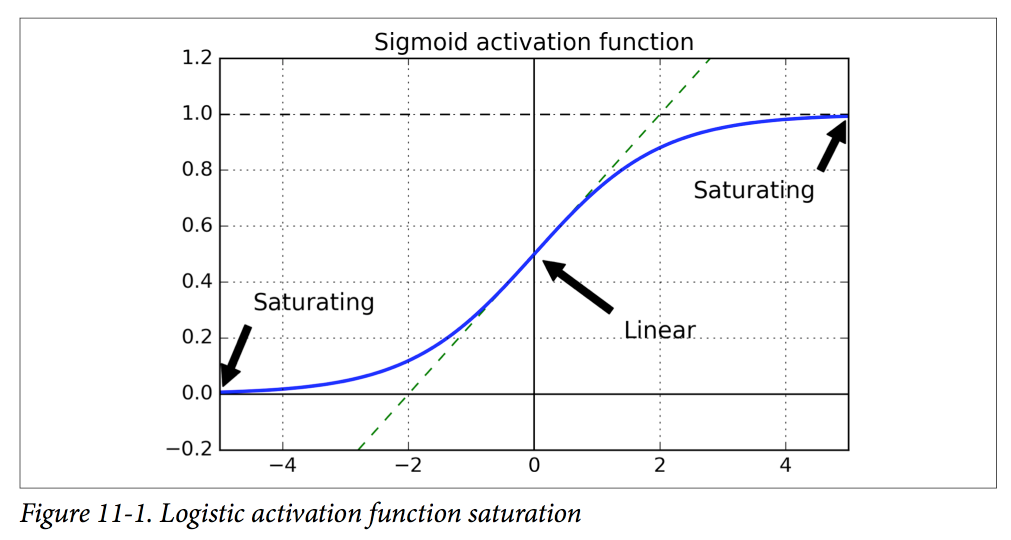 Sigmoid activation function
1.2
1.0
0.8
Saturating
0.6
0.4
Saturating
Linear
0.2
0.0
−0.2
−4 −2 0 2 4
Figure 11-1. Logistic activation function saturation